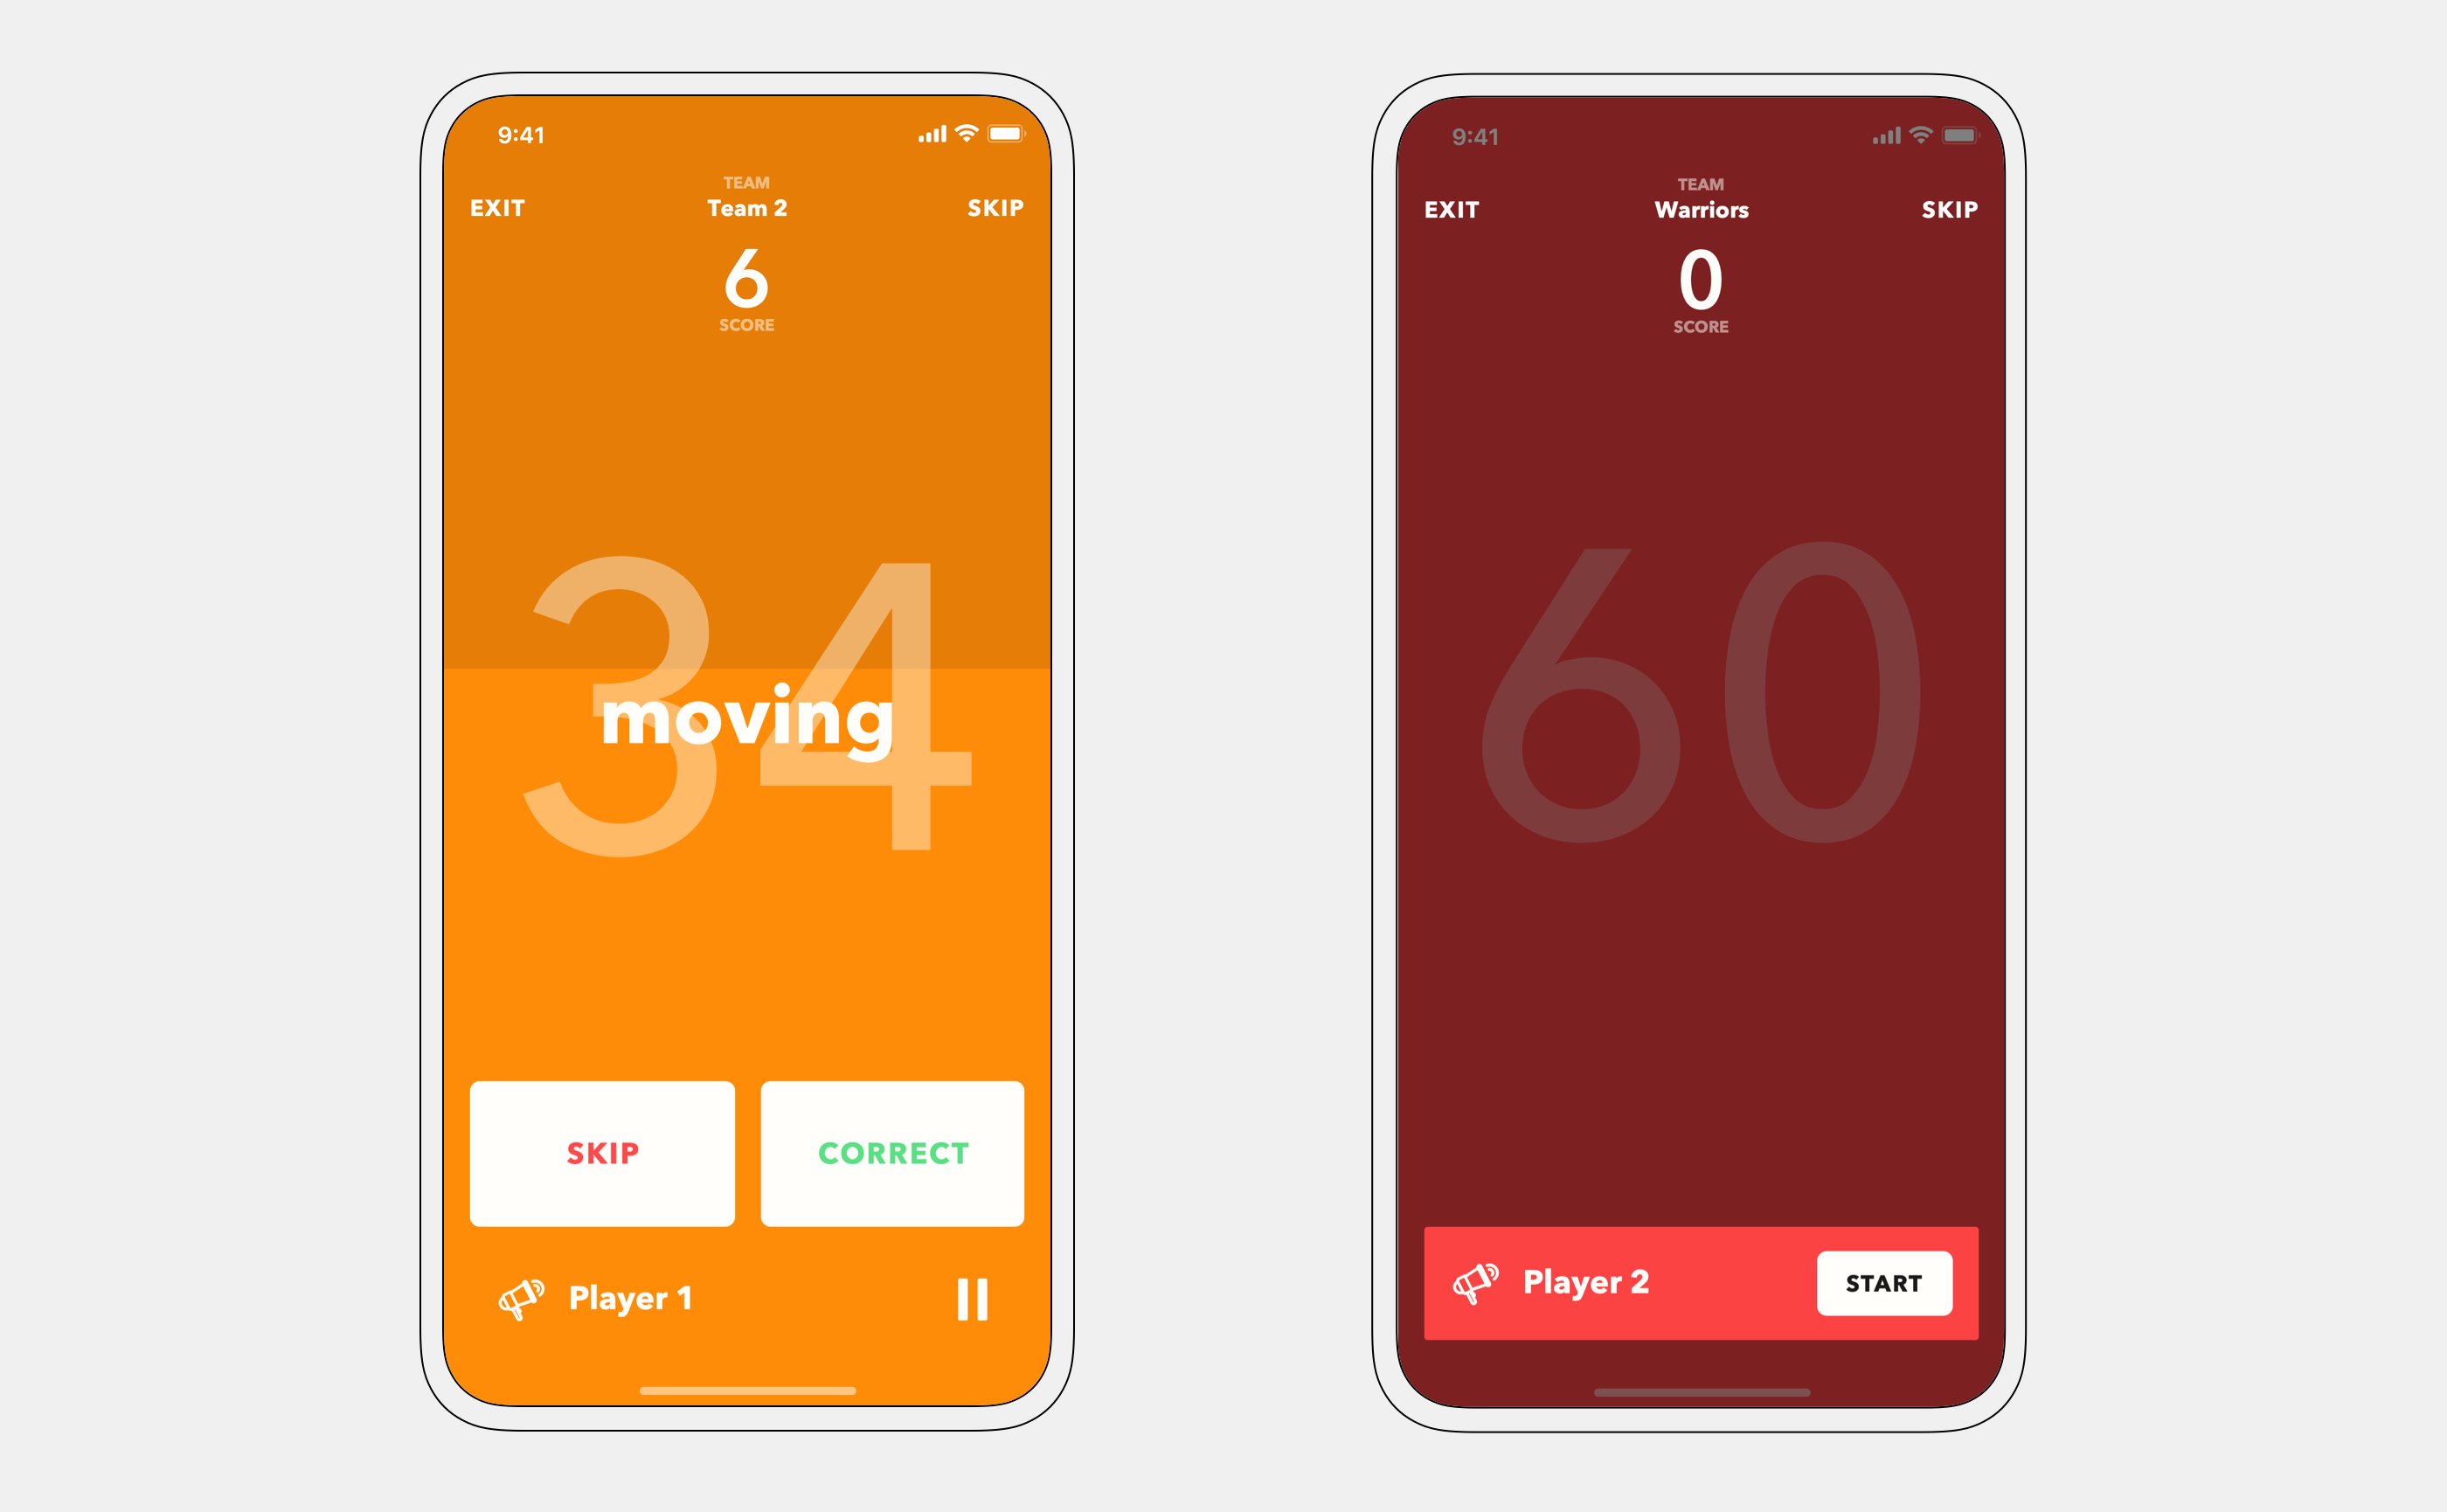 9:41
TEAM
EXIT Team 2 SKIP
6
SCORE
34
moving
SKIP CORRECT
Player 1
9:41
TEAM
EXIT Warriors SKIP
0
SCORE
60
Player 2 START